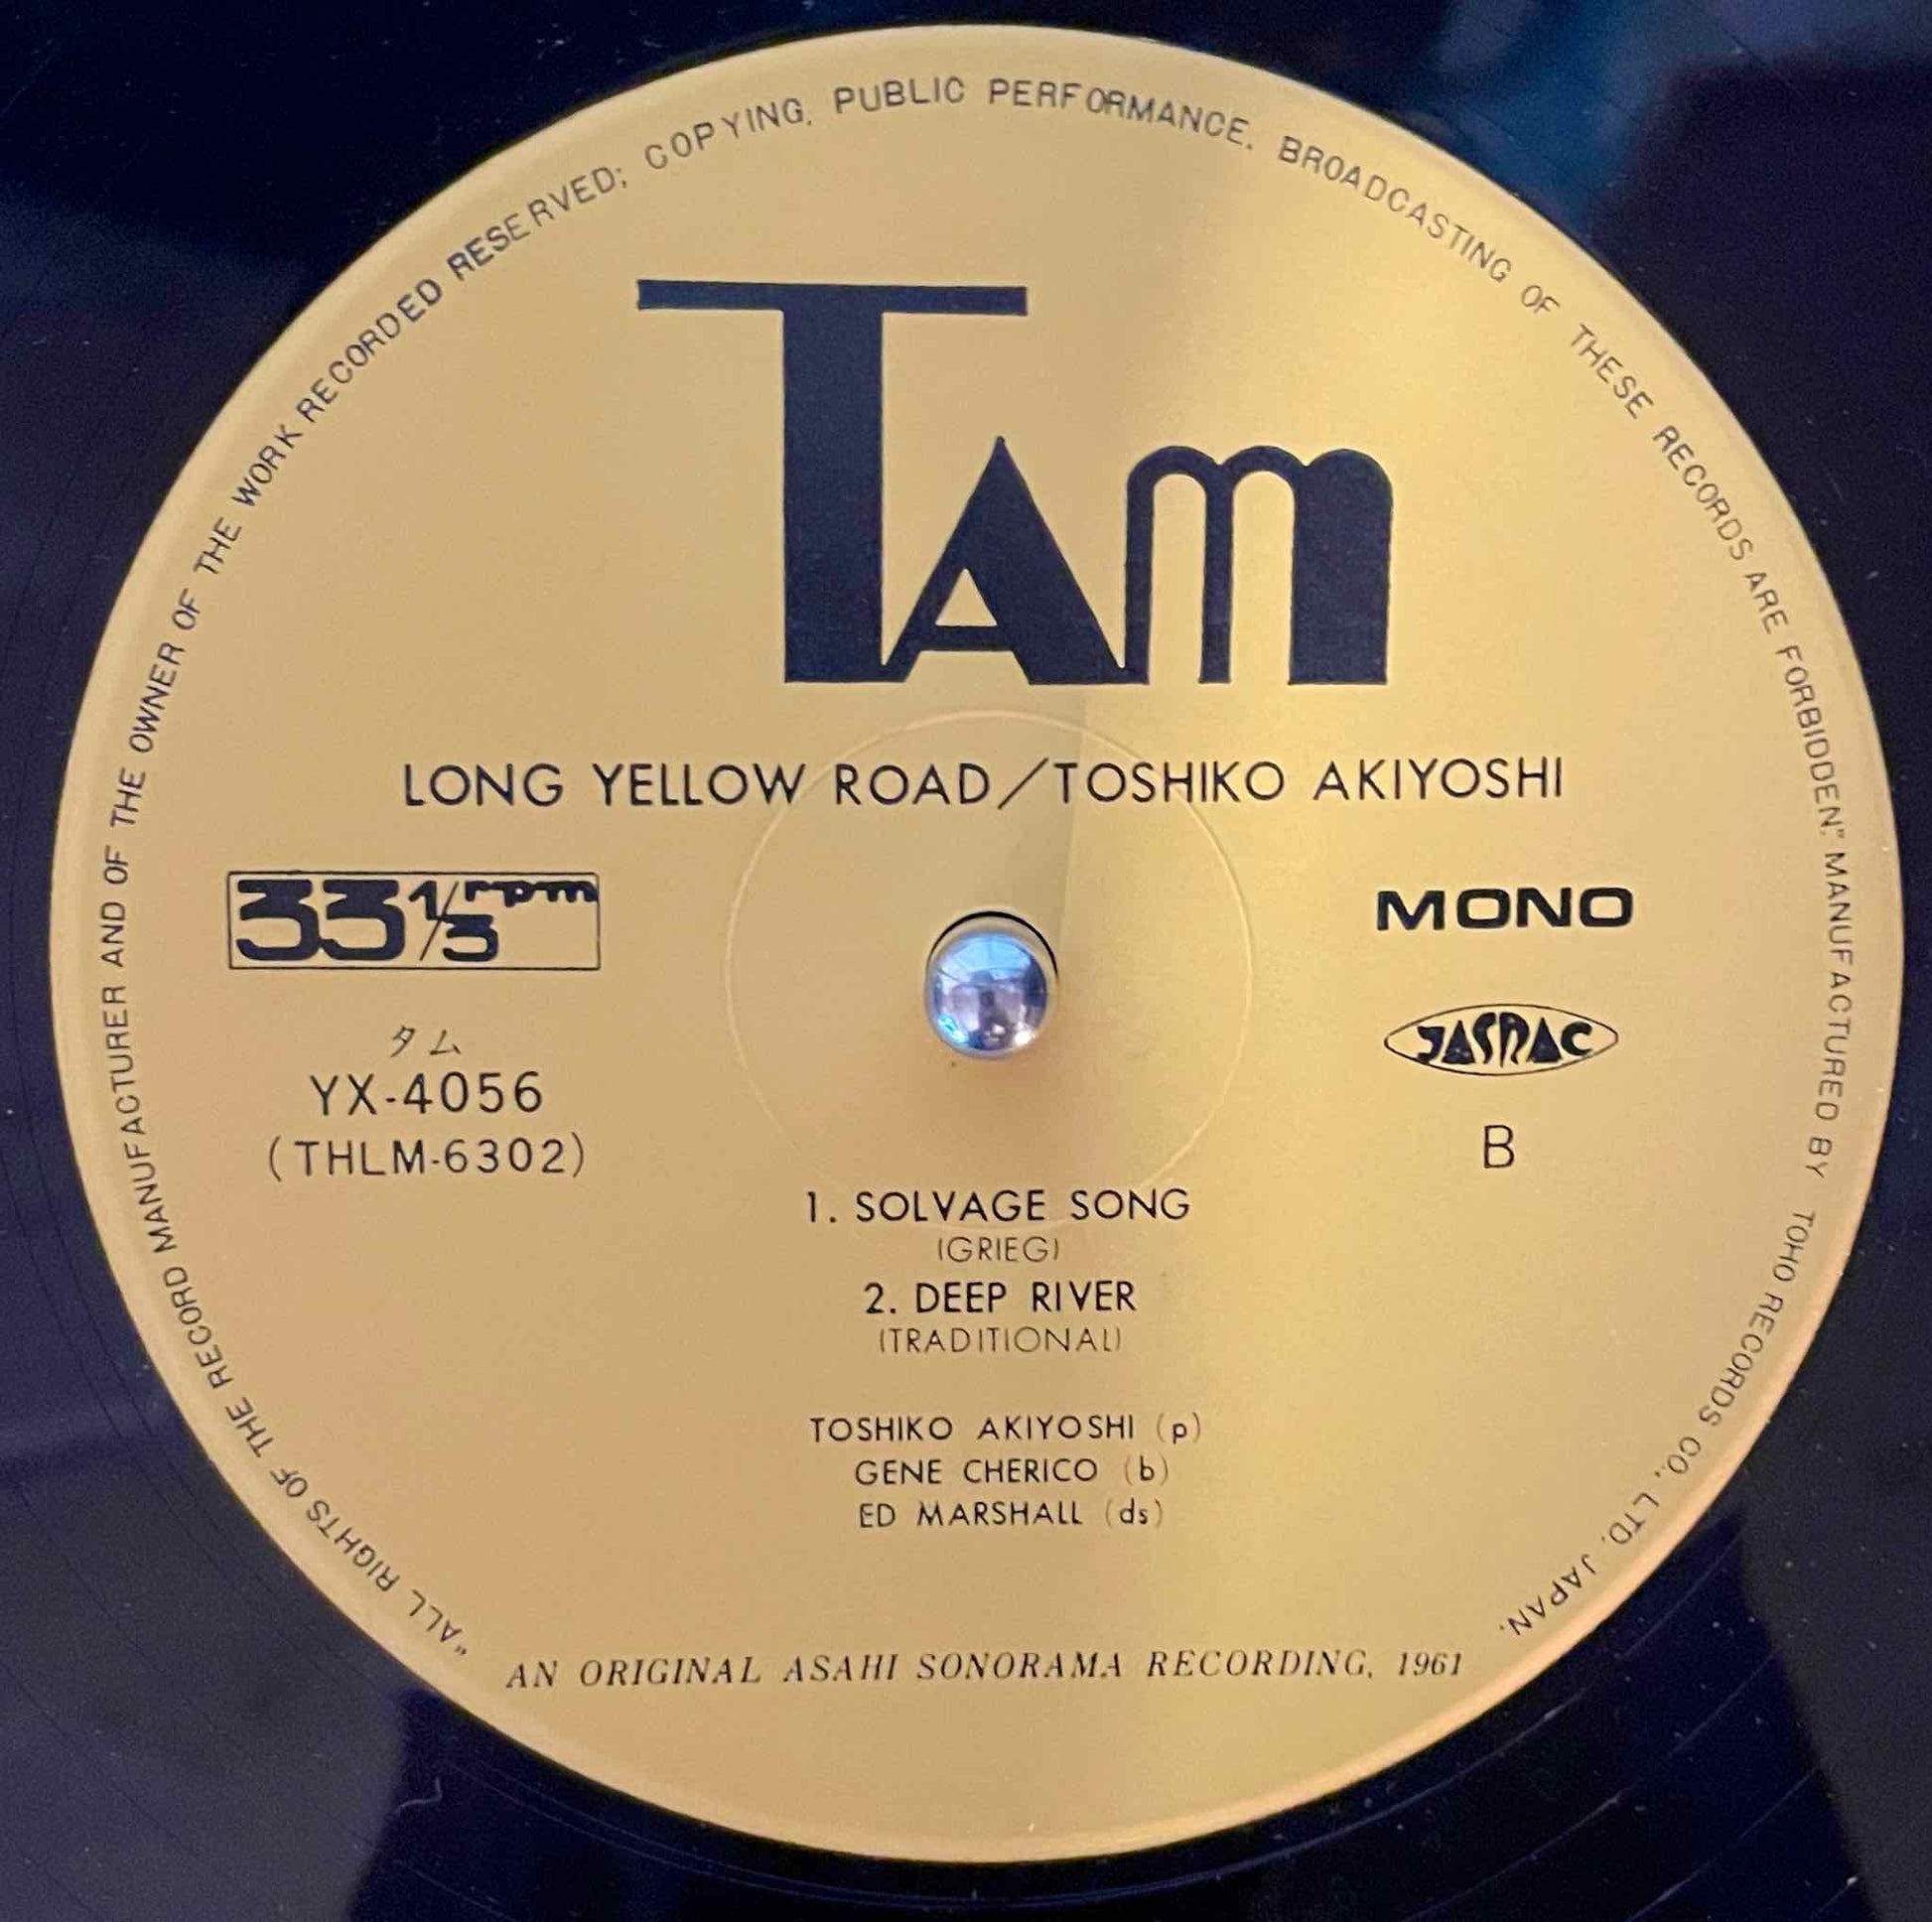 "ALL RIGHTS OF THE RECORD MANUFACTURER AND OF THE OWNER OF THE WORK RECORDED RESERVED; COPYING, PUBLIC PERFORMANCE, BROADCASTING OF THESE RECORDS ARE FORBIDDEN." MANUFACTURED BY TOHO RECORDS CO., LTD. JAPAN.
TAM
LONG YELLOW ROAD/TOSHIKO AKIYOSHI
33 1/3 rpm
MONO
タム
YX-4056
(THLM-6302)
JASRAC
B
1. SOLVAGE SONG
(GRIEG)
2. DEEP RIVER
(TRADITIONAL)
TOSHIKO AKIYOSHI (p)
GENE CHERICO (b)
ED MARSHALL (ds)
AN ORIGINAL ASAHI SONORAMA RECORDING, 1961